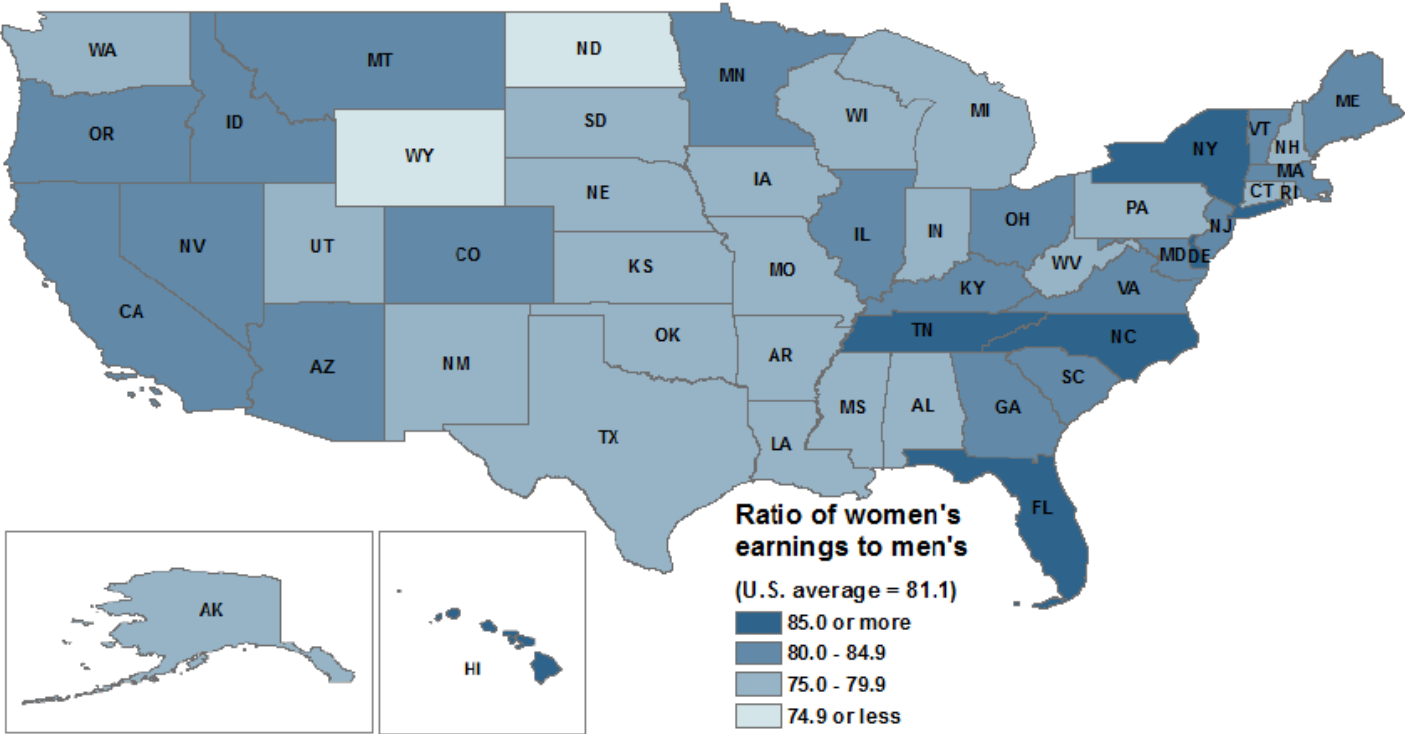 WA
MT
ND
MN
OR
ID
SD
WI
MI
ME
WY
VT
NY
NH
MA
IA
NE
CT RI
PA
NV
UT
CO
IL
IN
OH
NJ
KS
MO
WV
MD DE
CA
KY
VA
OK
TN
NC
AZ
NM
AR
SC
MS
AL
GA
TX
LA
FL
Ratio of women's
earnings to men's
(U.S. average = 81.1)
85.0 or more
80.0 - 84.9
75.0 - 79.9
74.9 or less
AK
HI